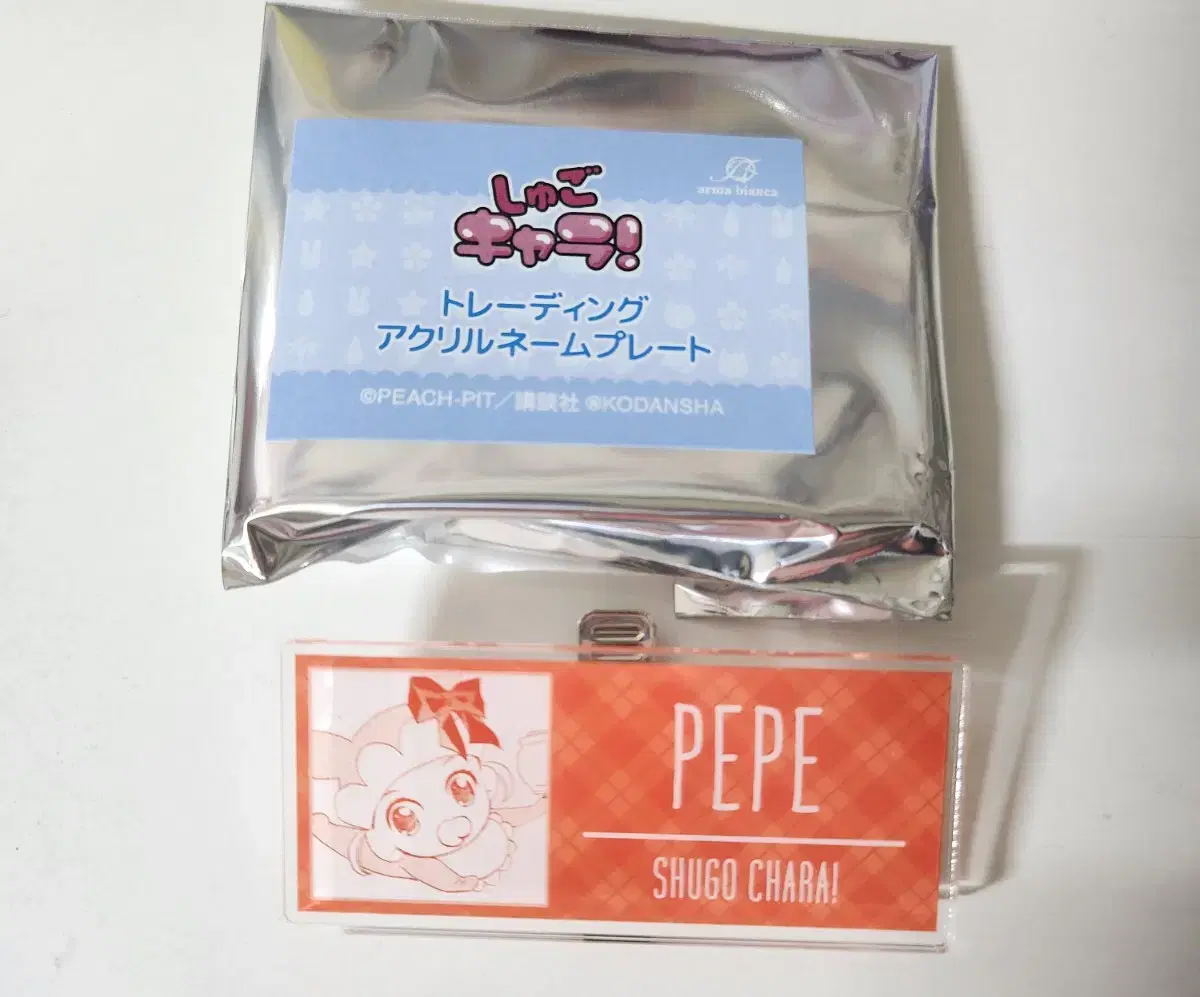 arma bianca
しゅご
キャラ!
トレーディング
アクリルネームプレート
©PEACH-PIT/講談社 ®KODANSHA
PEPE
SHUGO CHARA!